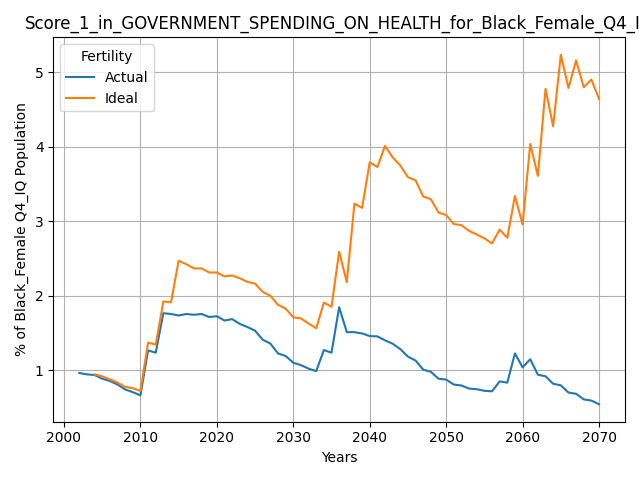 Score_1_in_GOVERNMENT_SPENDING_ON_HEALTH_for_Black_Female_Q4_I
Fertility
Actual
Ideal
% of Black_Female Q4_IQ Population
5
4
3
2
1
2000 2010 2020 2030 2040 2050 2060 2070
Years